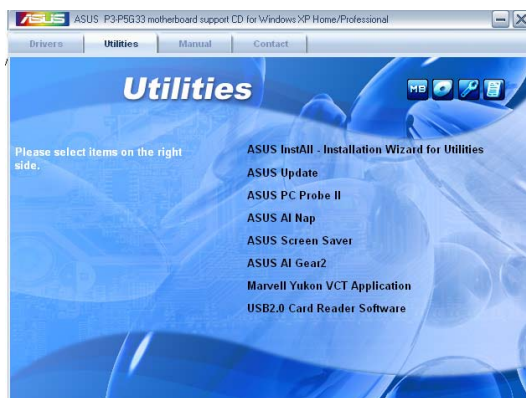 ASUS ASUS P3-P5G33 motherboard support CD for Windows XP Home/Professional
Drivers Utilities Manual Contact
Utilities
MB
Please select items on the right
side.
ASUS InstAll - Installation Wizard for Utilities
ASUS Update
ASUS PC Probe II
ASUS AI Nap
ASUS Screen Saver
ASUS AI Gear2
Marvell Yukon VCT Application
USB2.0 Card Reader Software